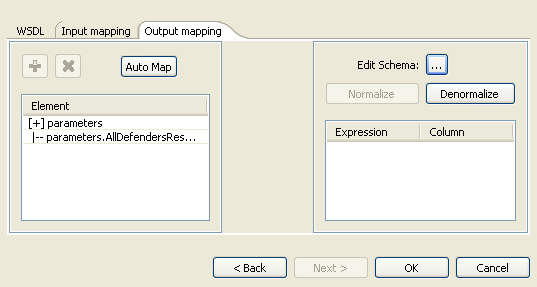 WSDL Input mapping Output mapping
Auto Map
Edit Schema: ...
Normalize Denormalize
Element
[+] parameters
|-- parameters.AllDefendersRes...
Expression Column
< Back Next > OK Cancel